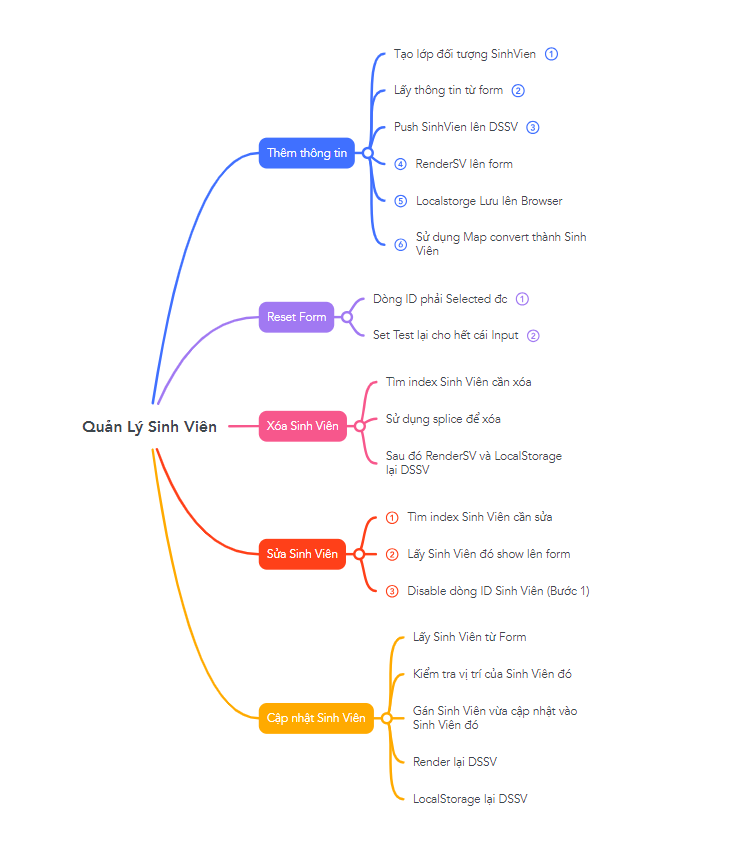 Quản Lý Sinh Viên
Thêm thông tin
Tạo lớp đối tượng SinhVien 1
Lấy thông tin từ form 2
Push SinhVien lên DSSV 3
4 RenderSV lên form
5 Localstorge Lưu lên Browser
6 Sử dụng Map convert thành Sinh
Viên
Reset Form
Dòng ID phải Selected đc 1
Set Test lại cho hết cái Input 2
Xóa Sinh Viên
Tìm index Sinh Viên cần xóa
Sử dụng splice để xóa
Sau đó RenderSV và LocalStorage
lại DSSV
Sửa Sinh Viên
1 Tìm index Sinh Viên cần sửa
2 Lấy Sinh Viên đó show lên form
3 Disable dòng ID Sinh Viên (Bước 1)
Cập nhật Sinh Viên
Lấy Sinh Viên từ Form
Kiểm tra vị trí của Sinh Viên đó
Gán Sinh Viên vừa cập nhật vào
Sinh Viên đó
Render lại DSSV
LocalStorage lại DSSV